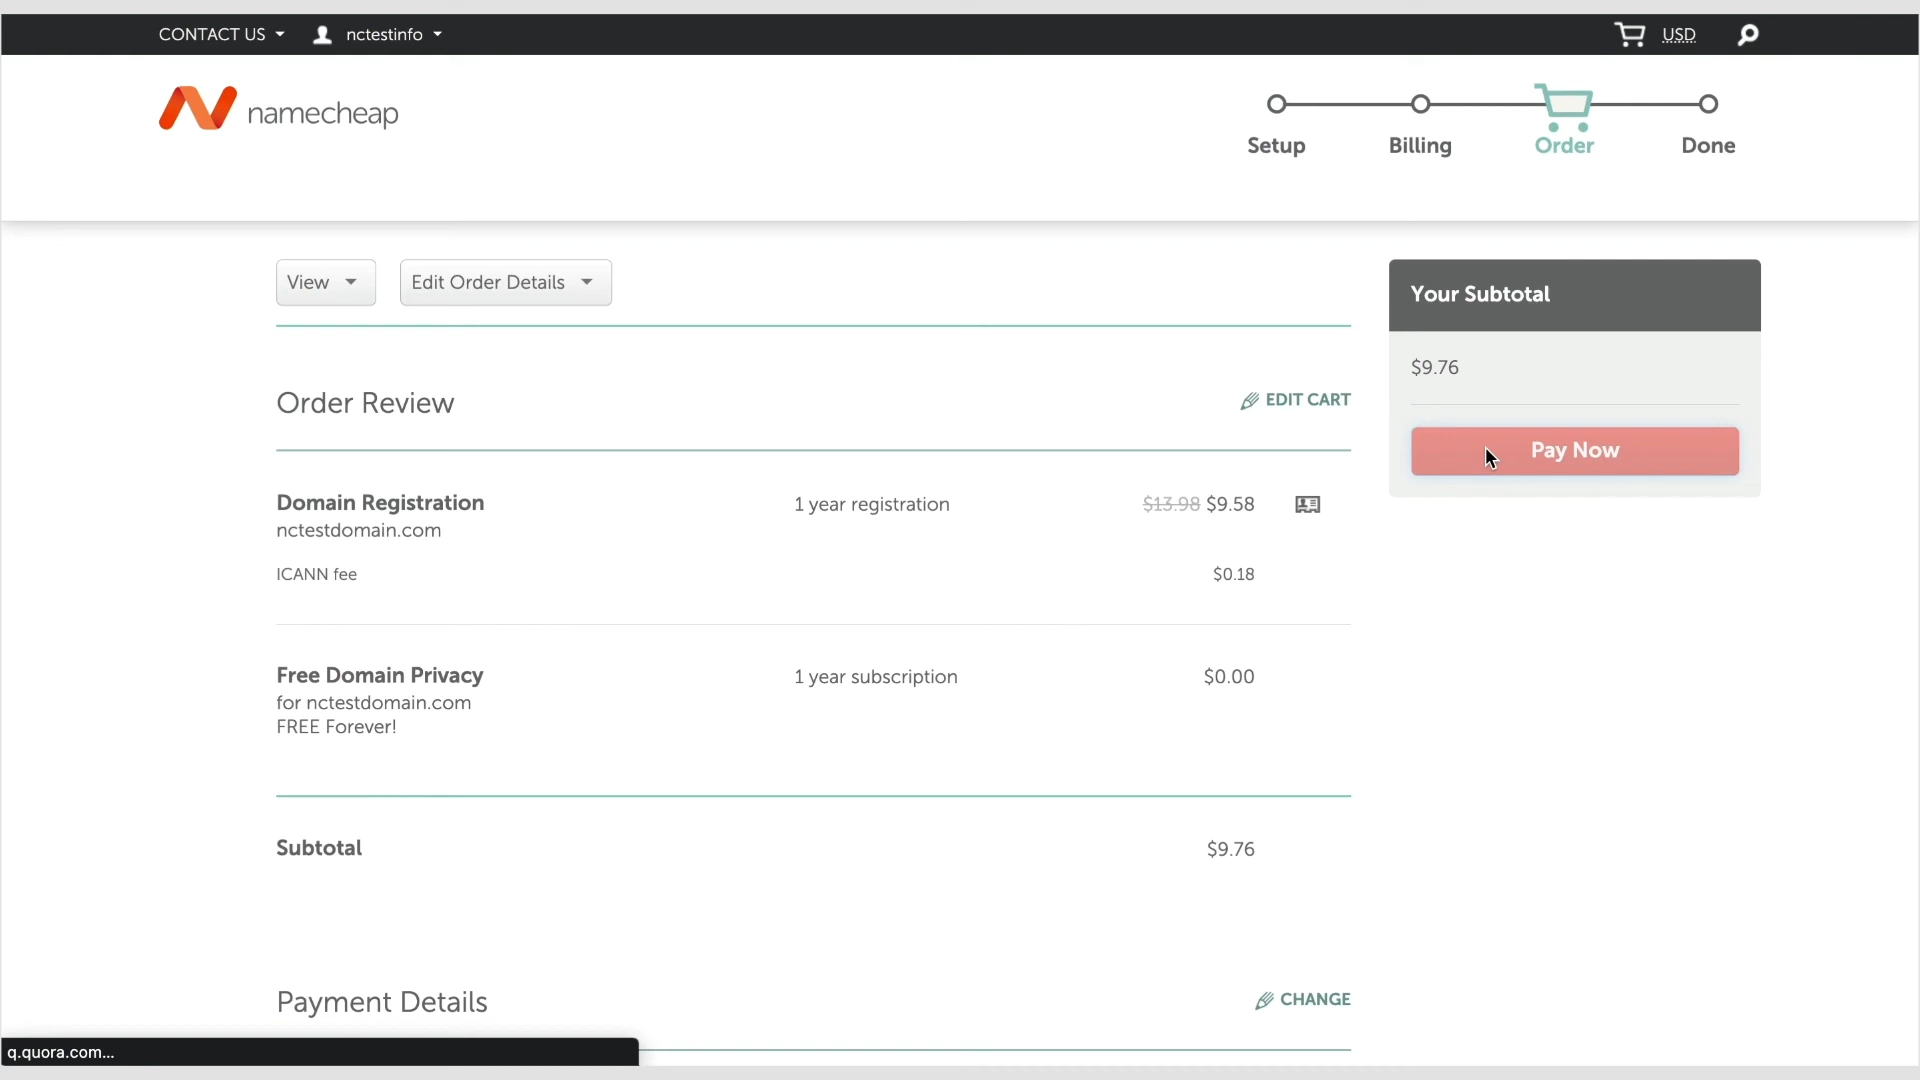 CONTACT US nctestinfo USD
namecheap
Setup Billing Order Done
View Edit Order Details
Your Subtotal
$9.76
Pay Now
Order Review EDIT CART
Domain Registration 1 year registration $13.98 $9.58
nctestdomain.com
ICANN fee $0.18
Free Domain Privacy 1 year subscription $0.00
for nctestdomain.com
FREE Forever!
Subtotal $9.76
Payment Details CHANGE
q.quora.com...